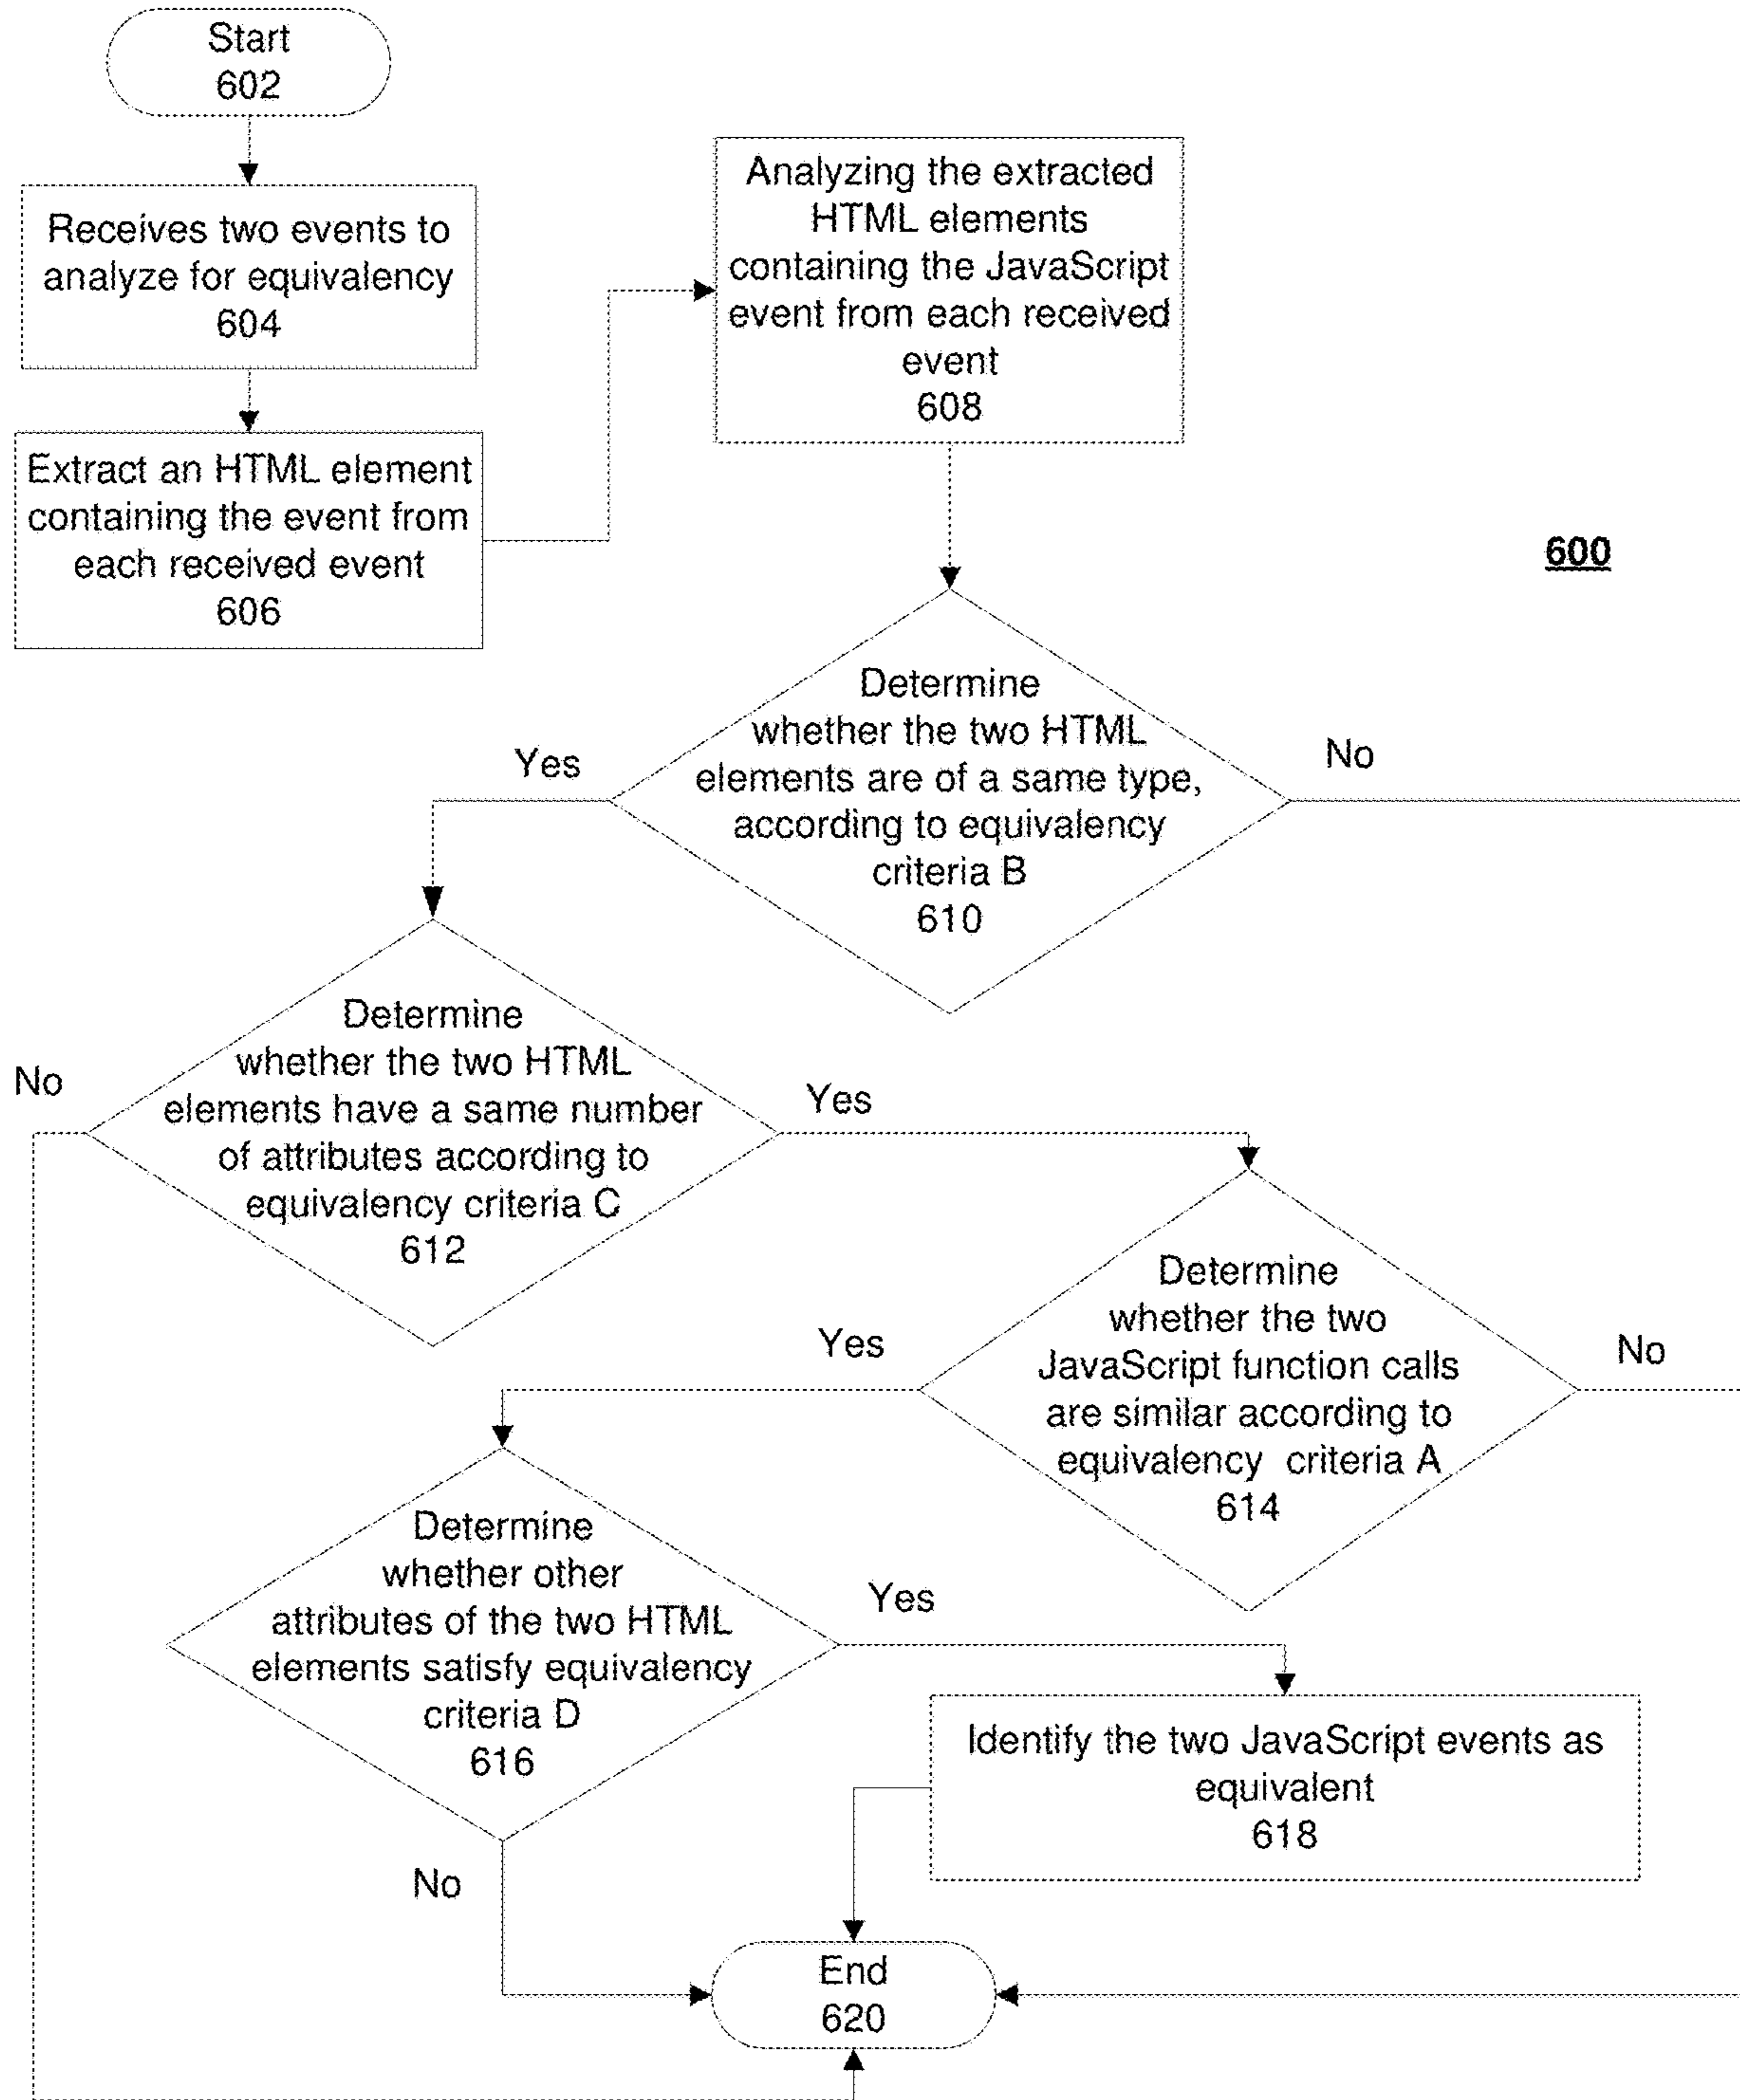 Start
602
Receives two events to
analyze for equivalency
604
Extract an HTML element
containing the event from
each received event
606
Analyzing the extracted
HTML elements
containing the JavaScript
event from each received
event
608
600
Determine
whether the two HTML
elements are of a same type,
according to equivalency
criteria B
610
Yes
No
Determine
whether the two HTML
elements have a same number
of attributes according to
equivalency criteria C
612
No
Yes
Determine
whether the two
JavaScript function calls
are similar according to
equivalency criteria A
614
Yes
No
Determine
whether other
attributes of the two HTML
elements satisfy equivalency
criteria D
616
Yes
No
Identify the two JavaScript events as
equivalent
618
End
620